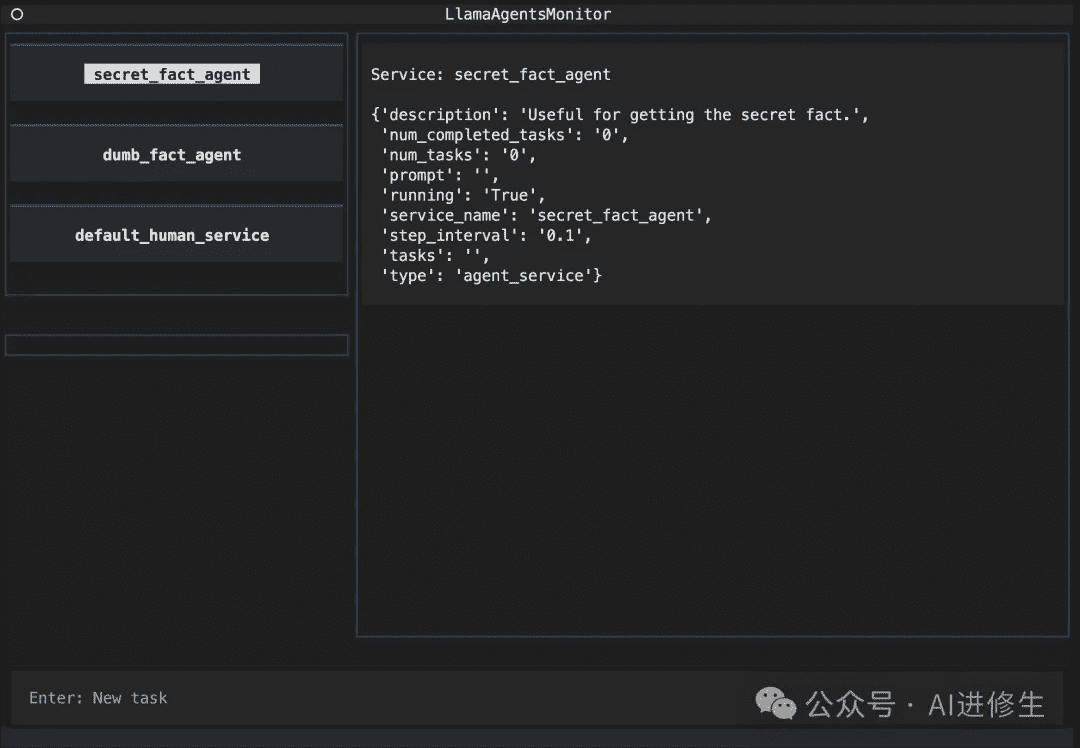 LlamaAgentsMonitor
secret_fact_agent
dumb_fact_agent
default_human_service
Service: secret_fact_agent
{'description': 'Useful for getting the secret fact.',
'num_completed_tasks': '0',
'num_tasks': '0',
'prompt': '',
'running': 'True',
'service_name': 'secret_fact_agent',
'step_interval': '0.1',
'tasks': '',
'type': 'agent_service'}
Enter: New task
公众号 · AI进修生